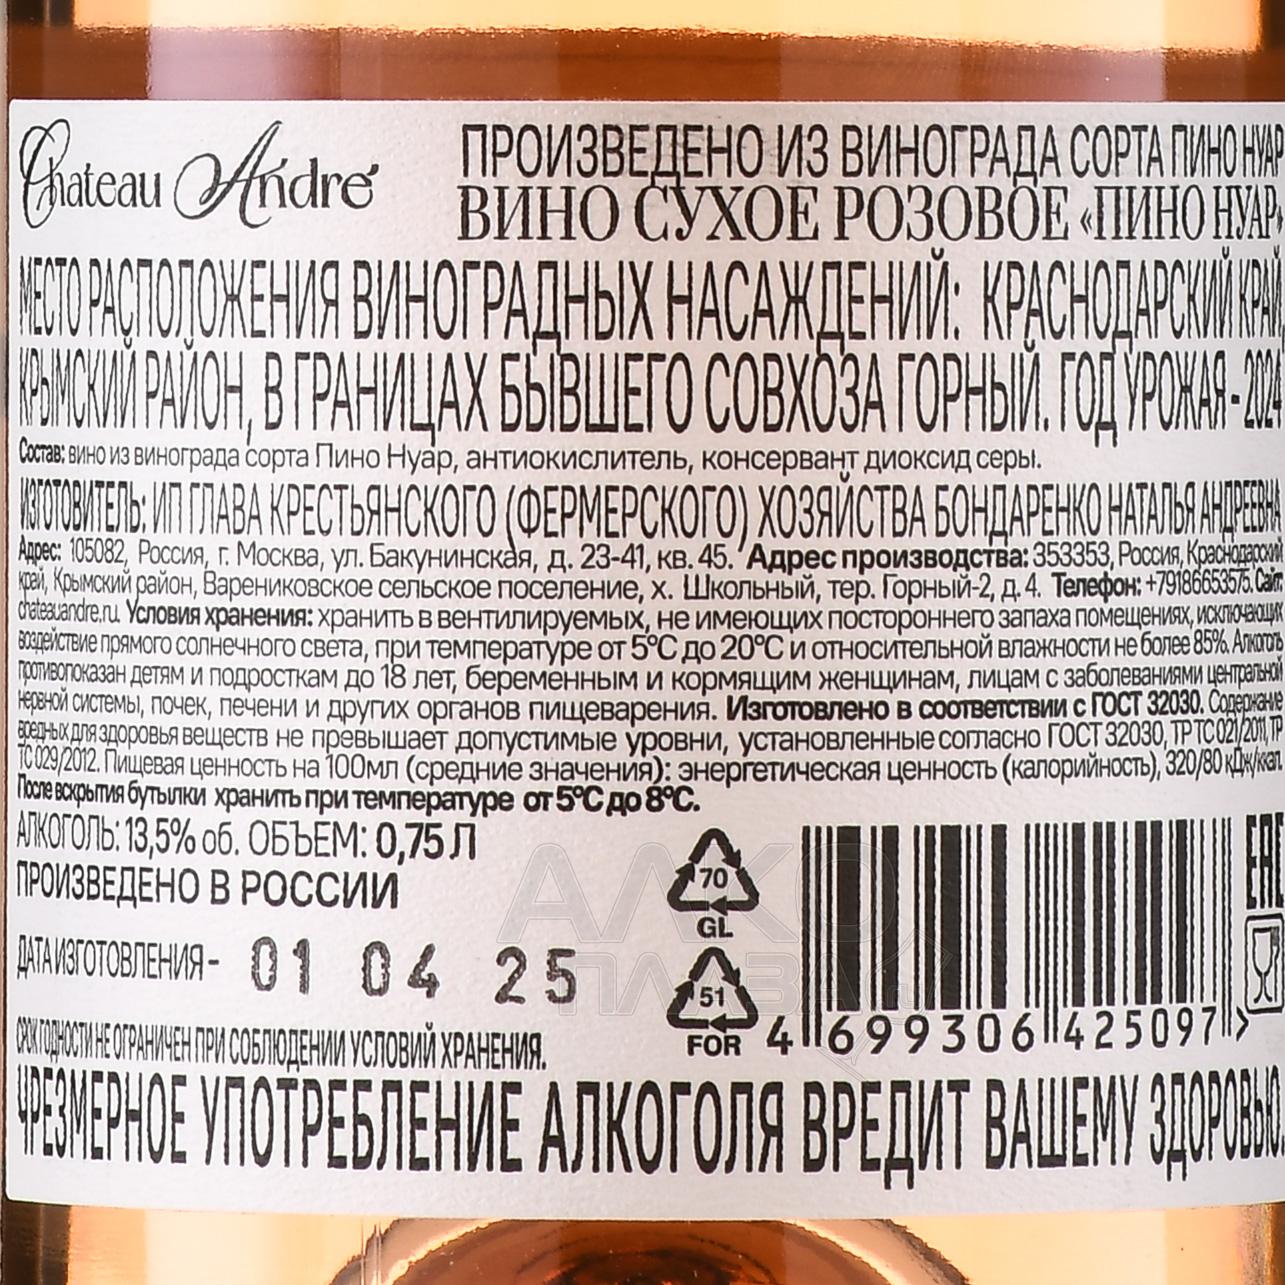 Chateau André
ПРОИЗВЕДЕНО ИЗ ВИНОГРАДА СОРТА ПИНО НУАР
ВИНО СУХОЕ РОЗОВОЕ «ПИНО НУАР»
МЕСТО РАСПОЛОЖЕНИЯ ВИНОГРАДНЫХ НАСАЖДЕНИЙ: КРАСНОДАРСКИЙ КРАЙ
КРЫМСКИЙ РАЙОН, В ГРАНИЦАХ БЫВШЕГО СОВХОЗА ГОРНЫЙ. ГОД УРОЖАЯ - 2024
Состав: вино из винограда сорта Пино Нуар, антиокислитель, консервант диоксид серы.
ИЗГОТОВИТЕЛЬ: ИП ГЛАВА КРЕСТЬЯНСКОГО (ФЕРМЕРСКОГО) ХОЗЯЙСТВА БОНДАРЕНКО НАТАЛЬЯ АНДРЕЕВНА
Адрес: 105082, Россия, г. Москва, ул. Бакунинская, д. 23-41, кв. 45. Адрес производства: 353353, Россия, Краснодарский
край, Крымский район, Варениковское сельское поселение, х. Школьный, тер. Горный-2, д. 4. Телефон: +79186653575. Сайт
chateauandre.ru. Условия хранения: хранить в вентилируемых, не имеющих постороннего запаха помещениях, исключающих
воздействие прямого солнечного света, при температуре от 5°С до 20°С и относительной влажности не более 85%. Алкоголь
противопоказан детям и подросткам до 18 лет, беременным и кормящим женщинам, лицам с заболеваниями центральной
нервной системы, почек, печени и других органов пищеварения. Изготовлено в соответствии с ГОСТ 32030. Содержание
вредных для здоровья веществ не превышает допустимые уровни, установленные согласно ГОСТ 32030, ТР ТС 021/2011, ТР
ТС 029/2012. Пищевая ценность на 100мл (средние значения): энергетическая ценность (калорийность), 320/80 кДж/ккал.
После вскрытия бутылки хранить при температуре от 5°С до 8°С.
АЛКОГОЛЬ: 13,5% об. ОБЪЕМ: 0,75 Л
ПРОИЗВЕДЕНО В РОССИИ
ДАТА ИЗГОТОВЛЕНИЯ - 01 04 25
СРОК ГОДНОСТИ НЕ ОГРАНИЧЕН ПРИ СОБЛЮДЕНИИ УСЛОВИЙ ХРАНЕНИЯ.
70
GL
51
FOR
4 699306 425097 >
EAC
АЛКО
ПЛАЗА.ru
ЧРЕЗМЕРНОЕ УПОТРЕБЛЕНИЕ АЛКОГОЛЯ ВРЕДИТ ВАШЕМУ ЗДОРОВЬЮ.